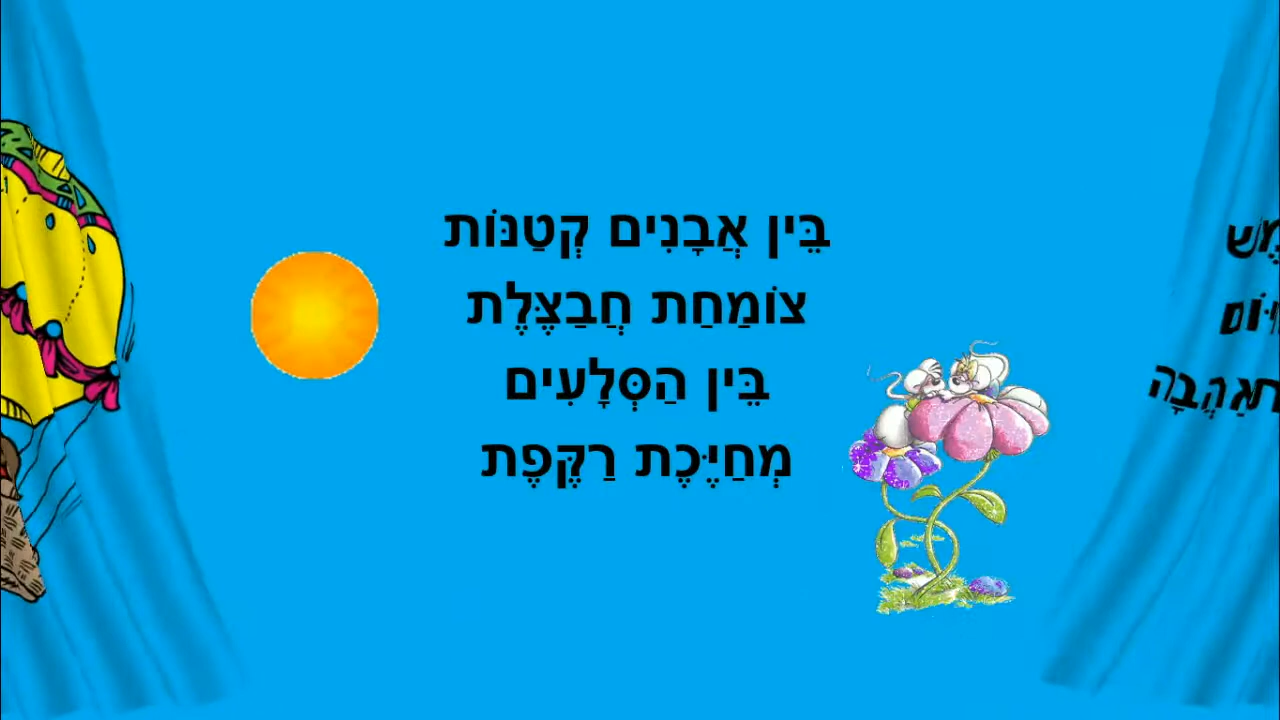 בֵּין אֲבָנִים קְטַנּוֹת
צוֹמַחַת חֲבַצֶּלֶת
בֵּין הַסְּלָעִים
מְחַיֶּכֶת רַקֶּפֶת